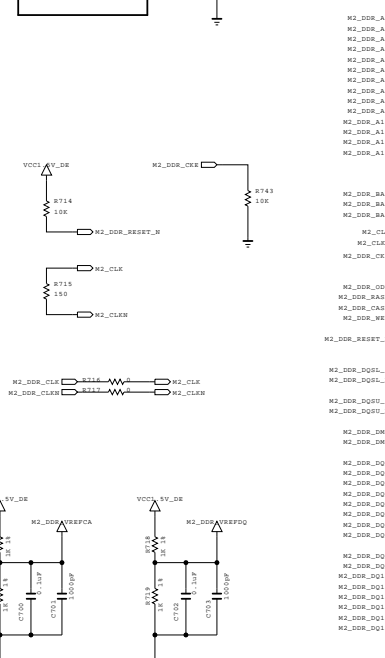 M2_DDR_A
M2_DDR_A
M2_DDR_A
M2_DDR_A
M2_DDR_A
M2_DDR_A
M2_DDR_A
M2_DDR_A
M2_DDR_A
M2_DDR_A
M2_DDR_A1
M2_DDR_A1
M2_DDR_A1
M2_DDR_A1
VCC1.5V_DE
R714
10K
M2_DDR_RESET_N
M2_DDR_CKE
R743
10K
M2_DDR_BA
M2_DDR_BA
M2_DDR_BA
M2_CL
M2_CLK
M2_DDR_CK
M2_CLK
R715
150
M2_CLKN
M2_DDR_OD
M2_DDR_RAS
M2_DDR_CAS
M2_DDR_WE
M2_DDR_RESET_
M2_DDR_CLK R716 0 M2_CLK
M2_DDR_CLKN R717 0 M2_CLKN
M2_DDR_DQSL_
M2_DDR_DQSL_
M2_DDR_DQSU_
M2_DDR_DQSU_
M2_DDR_DM
M2_DDR_DM
M2_DDR_DQ
M2_DDR_DQ
M2_DDR_DQ
M2_DDR_DQ
M2_DDR_DQ
M2_DDR_DQ
M2_DDR_DQ
M2_DDR_DQ
M2_DDR_DQ
M2_DDR_DQ
M2_DDR_DQ1
M2_DDR_DQ1
M2_DDR_DQ1
M2_DDR_DQ1
M2_DDR_DQ1
M2_DDR_DQ1
.5V_DE
M2_DDR_VREFCA
1K 1%
1K 1%
C700
0.1uF
C701
1000pF
VCC1.5V_DE
M2_DDR_VREFDQ
R718
1K 1%
R719
1K 1%
C702
0.1uF
C703
1000pF